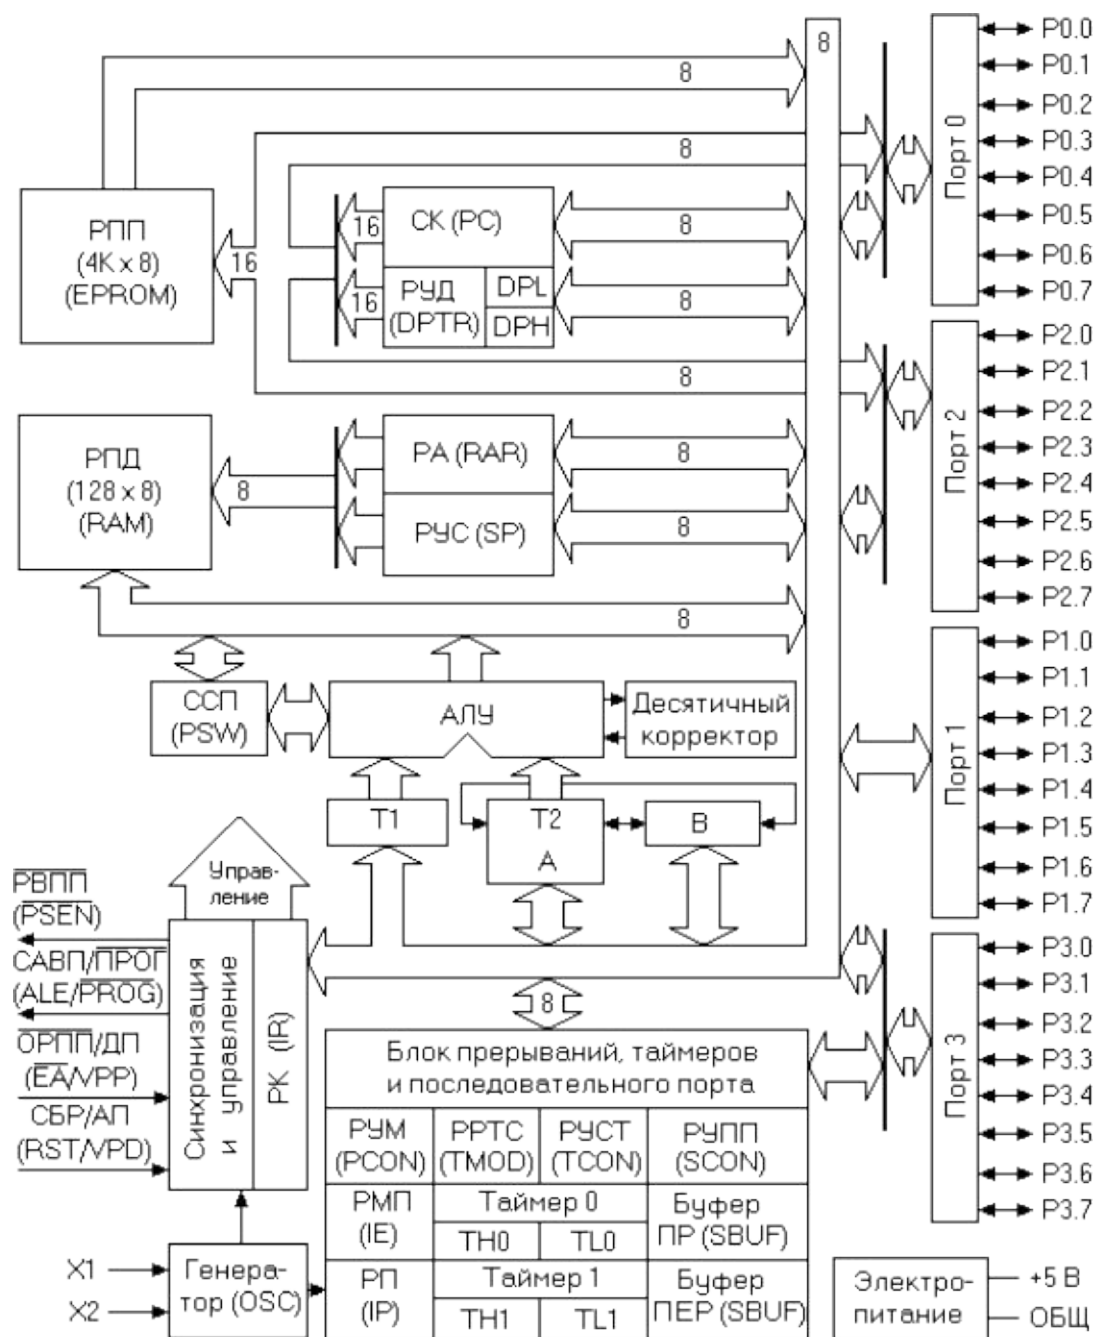 8
8
8
РПП
(4К x 8)
(EPROM)
16
16
СК (РС)
8
16
РУД
(DPTR)
DPL
DPH
8
8
Порт 0
P0.0
P0.1
P0.2
P0.3
P0.4
P0.5
P0.6
P0.7
РПД
(128 x 8)
(RAM)
8
РА (RAR)
8
РУС (SP)
8
8
Порт 2
P2.0
P2.1
P2.2
P2.3
P2.4
P2.5
P2.6
P2.7
ССП
(PSW)
АЛУ
Десятичный
корректор
Т1
Т2
А
В
Порт 1
P1.0
P1.1
P1.2
P1.3
P1.4
P1.5
P1.6
P1.7
Управ-
ление
РВПП
(PSEN)
САВП/ПРОГ
(ALE/PROG)
ОРПП/ДП
(EA/VPP)
СБР/АП
(RST/VPD)
Синхронизация
и управление
РК (IR)
8
Блок прерываний, таймеров
и последовательного порта
РУМ
(PCON)
РРТС
(TMOD)
РУСТ
(TCON)
РУПП
(SCON)
РМП
(IE)
Таймер 0
TH0
TL0
Буфер
ПР (SBUF)
РП
(IP)
Таймер 1
TH1
TL1
Буфер
ПЕР (SBUF)
Порт 3
P3.0
P3.1
P3.2
P3.3
P3.4
P3.5
P3.6
P3.7
X1
X2
Генера-
тор (OSC)
Электро-
питание
+5 В
ОБЩ